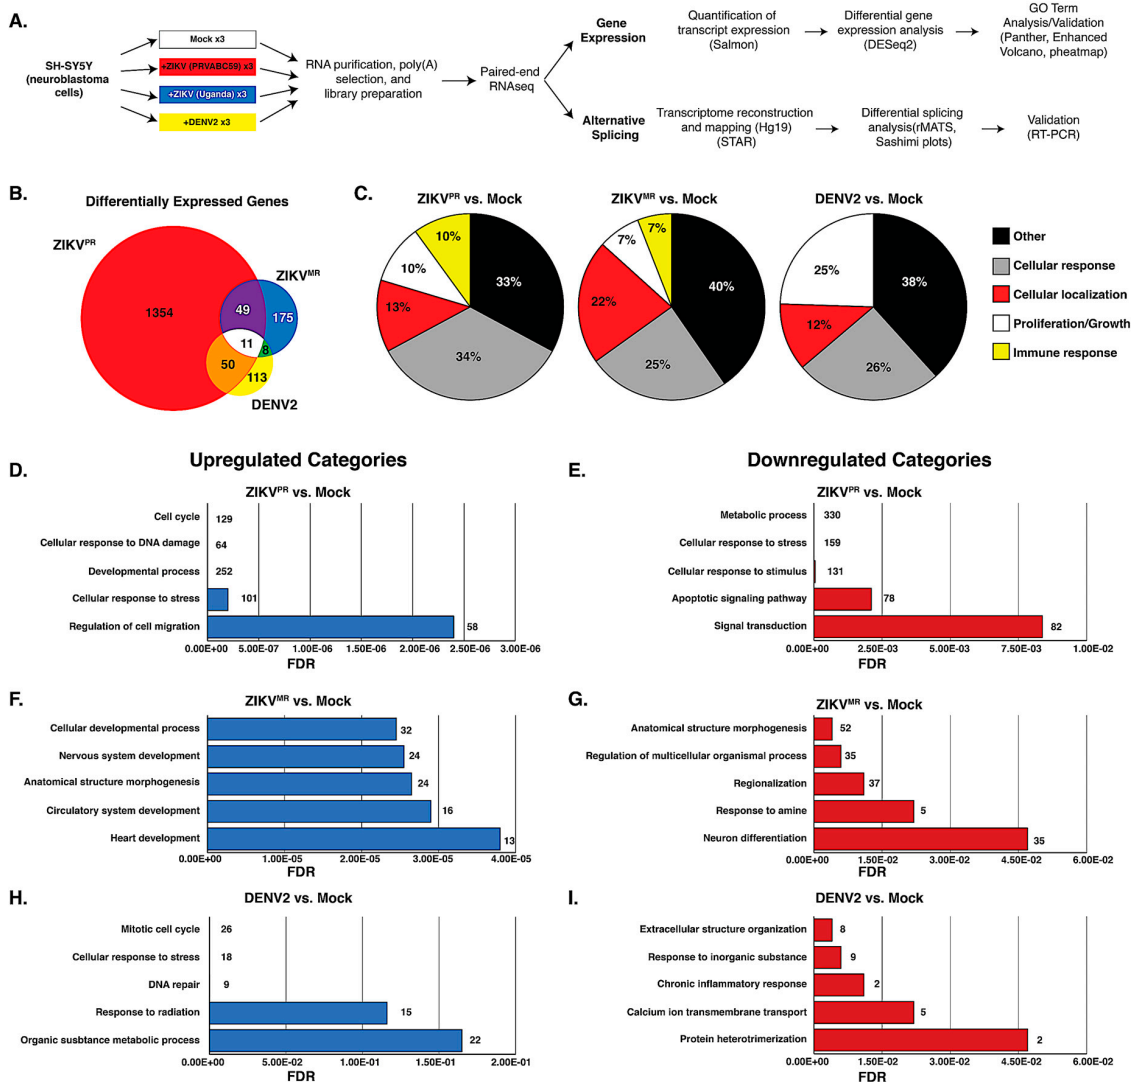 A.
SH-SY5Y
(neuroblastoma
cells)
Mock x3
+ZIKV (PRVABC59) x3
+ZIKV (Uganda) x3
+DENV2 x3
RNA purification, poly(A)
selection, and
library preparation
Paired-end
RNAseq
Gene
Expression
Quantification of
transcript expression
(Salmon)
Differential gene
expression analysis
(DESeq2)
GO Term
Analysis/Validation
(Panther, Enhanced
Volcano, pheatmap)
Alternative
Splicing
Transcriptome reconstruction
and mapping (Hg19)
(STAR)
Differential splicing
analysis(rMATS,
Sashimi plots)
Validation
(RT-PCR)
B.
Differentially Expressed Genes
ZIKVPR
ZIKVMR
1354
49
175
11
8
50
113
DENV2
C.
ZIKVPR vs. Mock
10%
33%
10%
13%
34%
ZIKVMR vs. Mock
7%
7%
40%
22%
25%
DENV2 vs. Mock
25%
38%
12%
26%
Other
Cellular response
Cellular localization
Proliferation/Growth
Immune response
Upregulated Categories
Downregulated Categories
D.
ZIKVPR vs. Mock
Cell cycle
129
Cellular response to DNA damage
64
Developmental process
252
Cellular response to stress
101
Regulation of cell migration
58
0.00E+00 5.00E-07 1.00E-06 1.50E-06 2.00E-06 2.50E-06 3.00E-06
FDR
E.
ZIKVPR vs. Mock
Metabolic process
330
Cellular response to stress
159
Cellular response to stimulus
131
Apoptotic signaling pathway
78
Signal transduction
82
0.00E+00 2.50E-03 5.00E-03 7.50E-03 1.00E-02
FDR
F.
ZIKVMR vs. Mock
Cellular developmental process
32
Nervous system development
24
Anatomical structure morphogenesis
24
Circulatory system development
16
Heart development
13
0.00E+00 1.00E-05 2.00E-05 3.00E-05 4.00E-05
FDR
G.
ZIKVMR vs. Mock
Anatomical structure morphogenesis
52
Regulation of multicellular organismal process
35
Regionalization
37
Response to amine
5
Neuron differentiation
35
0.00E+00 1.50E-02 3.00E-02 4.50E-02 6.00E-02
FDR
H.
DENV2 vs. Mock
Mitotic cell cycle
26
Cellular response to stress
18
DNA repair
9
Response to radiation
15
Organic susbtance metabolic process
22
0.00E+00 5.00E-02 1.00E-01 1.50E-01 2.00E-01
FDR
I.
DENV2 vs. Mock
Extracellular structure organization
8
Response to inorganic substance
9
Chronic inflammatory response
2
Calcium ion transmembrane transport
5
Protein heterotrimerization
2
0.00E+00 1.50E-02 3.00E-02 4.50E-02 6.00E-02
FDR